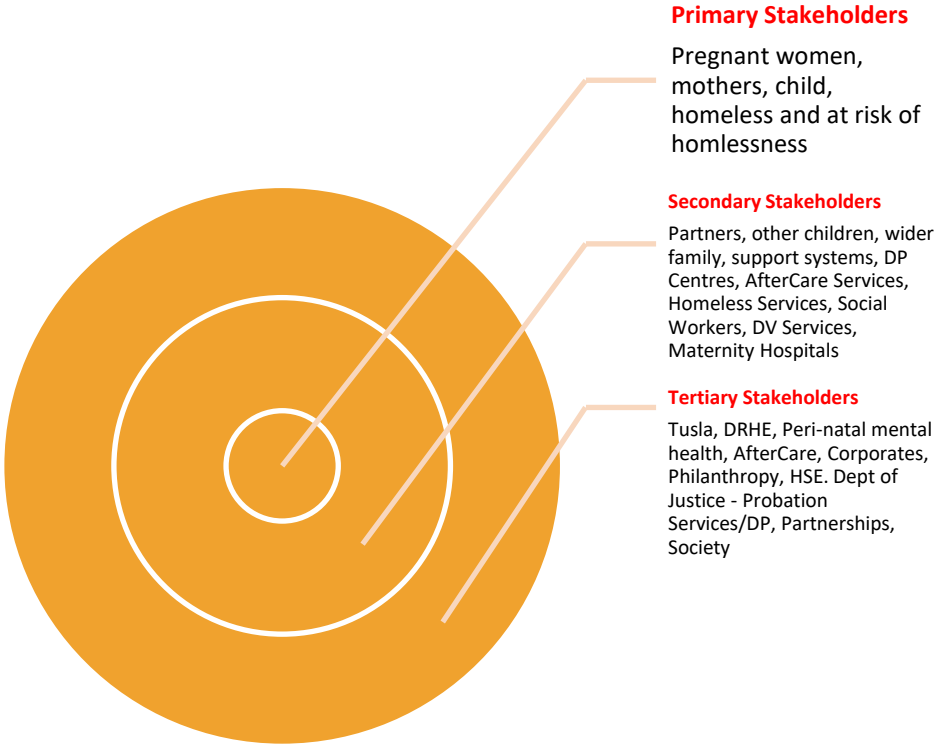 Primary Stakeholders
Pregnant women,
mothers, child,
homeless and at risk of
homlessness
Secondary Stakeholders
Partners, other children, wider
family, support systems, DP
Centres, AfterCare Services,
Homeless Services, Social
Workers, DV Services,
Maternity Hospitals
Tertiary Stakeholders
Tusla, DRHE, Peri-natal mental
health, AfterCare, Corporates,
Philanthropy, HSE. Dept of
Justice - Probation
Services/DP, Partnerships,
Society